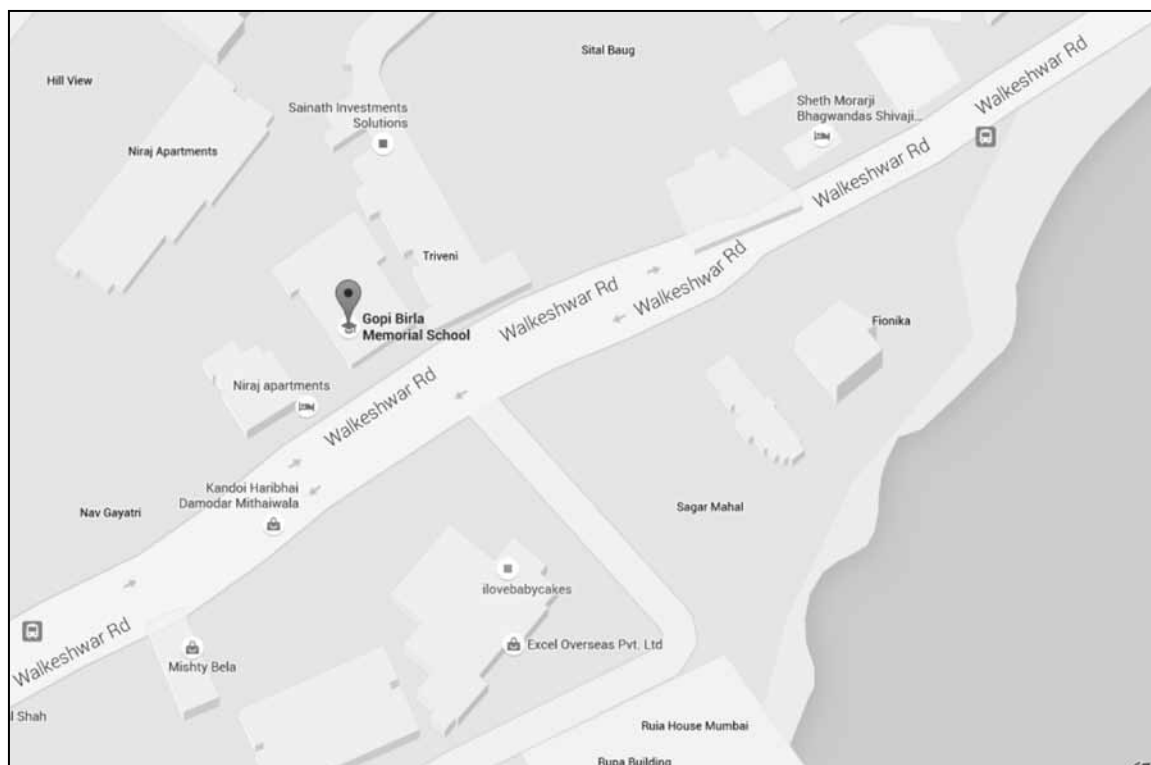 Walkeshwar Rd
Sital Baug
Hill View
Sheth Morarji
Bhagwandas Shivaji...
Sainath Investments
Solutions
Niraj Apartments
Walkeshwar Rd
Triveni
Walkeshwar Rd
Walkeshwar Rd
Gopi Birla
Memorial School
Fionika
Niraj apartments
Walkeshwar Rd
Kandoi Haribhai
Damodar Mithaiwala
Nav Gayatri
Sagar Mahal
ilovebabycakes
Walkeshwar Rd
Excel Overseas Pvt. Ltd
Mishty Bela
l Shah
Ruia House Mumbai
Rupa Building